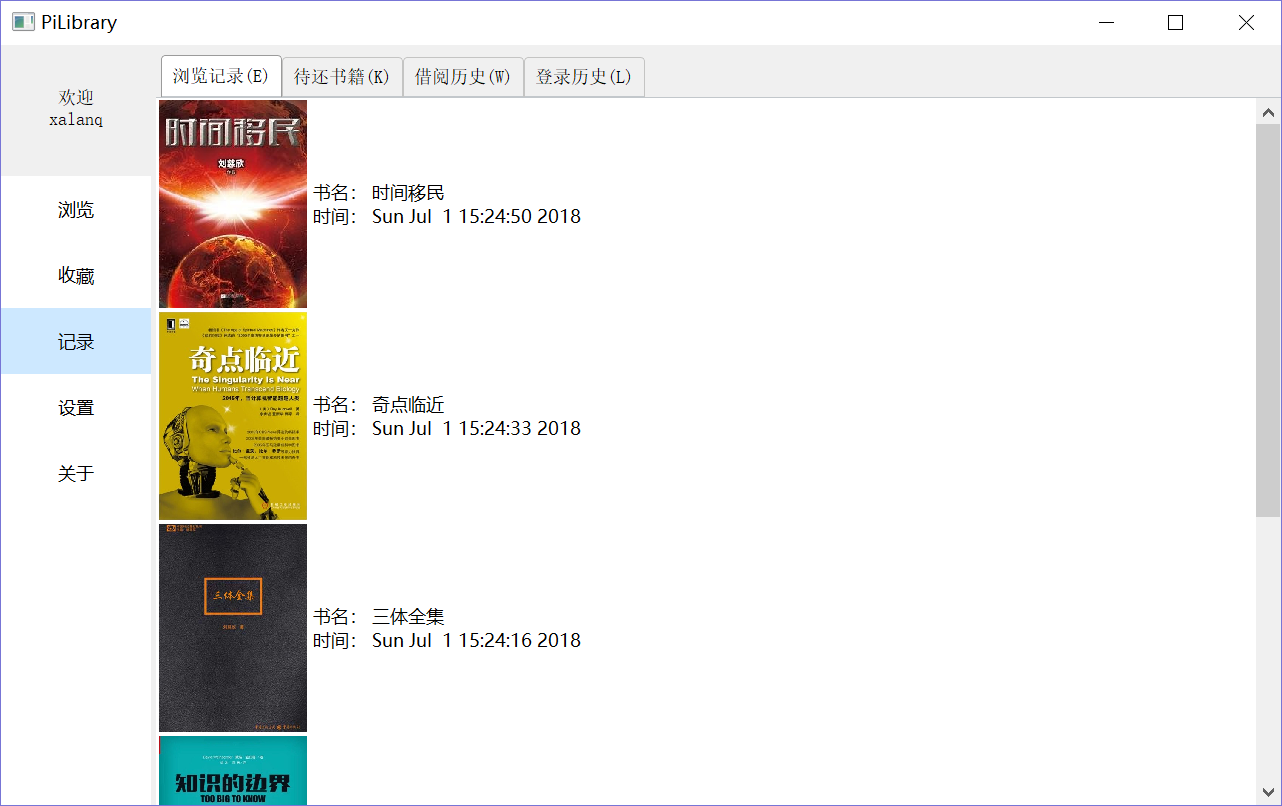 PiLibrary
欢迎
xalanq
浏览
收藏
记录
设置
关于
浏览记录(E)
待还书籍(K)
借阅历史(W)
登录历史(L)
时间移民
刘慈欣
书名： 时间移民
时间： Sun Jul  1 15:24:50 2018
奇点临近
The Singularity Is Near
When Humans Transcend Biology
书名： 奇点临近
时间： Sun Jul  1 15:24:33 2018
三体全集
书名： 三体全集
时间： Sun Jul  1 15:24:16 2018
知识的边界
TOO BIG TO KNOW